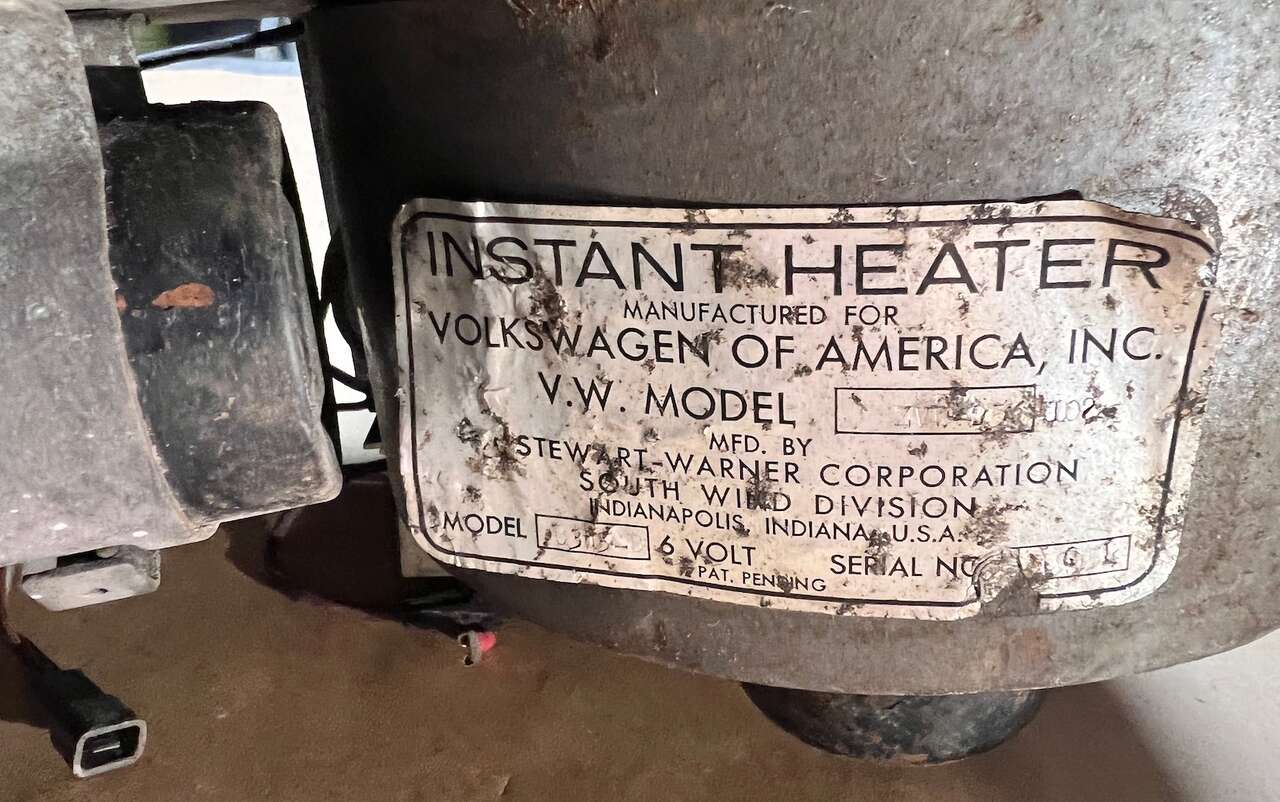 INSTANT HEATER
MANUFACTURED FOR
VOLKSWAGEN OF AMERICA, INC.
V.W. MODEL
MFD. BY
STEWART-WARNER CORPORATION
SOUTH WIND DIVISION
INDIANAPOLIS, INDIANA, U.S.A.
MODEL 6 VOLT SERIAL NO
PAT. PENDING